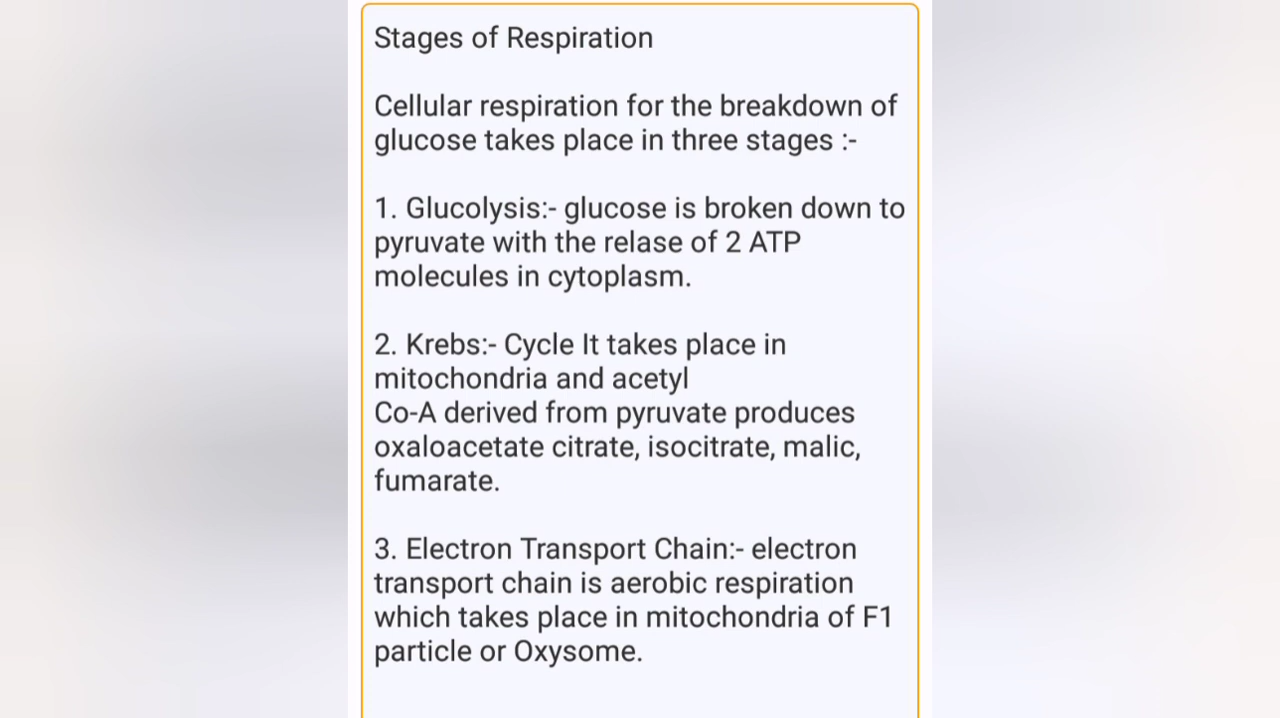 Stages of Respiration
Cellular respiration for the breakdown of
glucose takes place in three stages :-
1. Glucolysis:- glucose is broken down to
pyruvate with the relase of 2 ATP
molecules in cytoplasm.
2. Krebs:- Cycle It takes place in
mitochondria and acetyl
Co-A derived from pyruvate produces
oxaloacetate citrate, isocitrate, malic,
fumarate.
3. Electron Transport Chain:- electron
transport chain is aerobic respiration
which takes place in mitochondria of F1
particle or Oxysome.